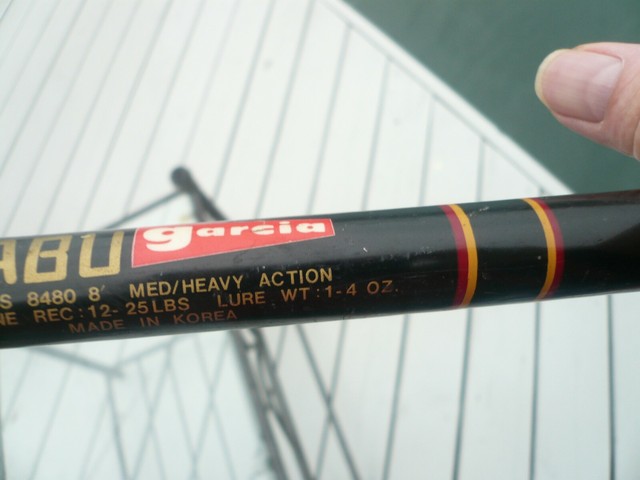 ABU garcia
S 8480 8' MED/HEAVY ACTION
NE REC: 12-25LBS LURE WT: 1-4 OZ.
MADE IN KOREA